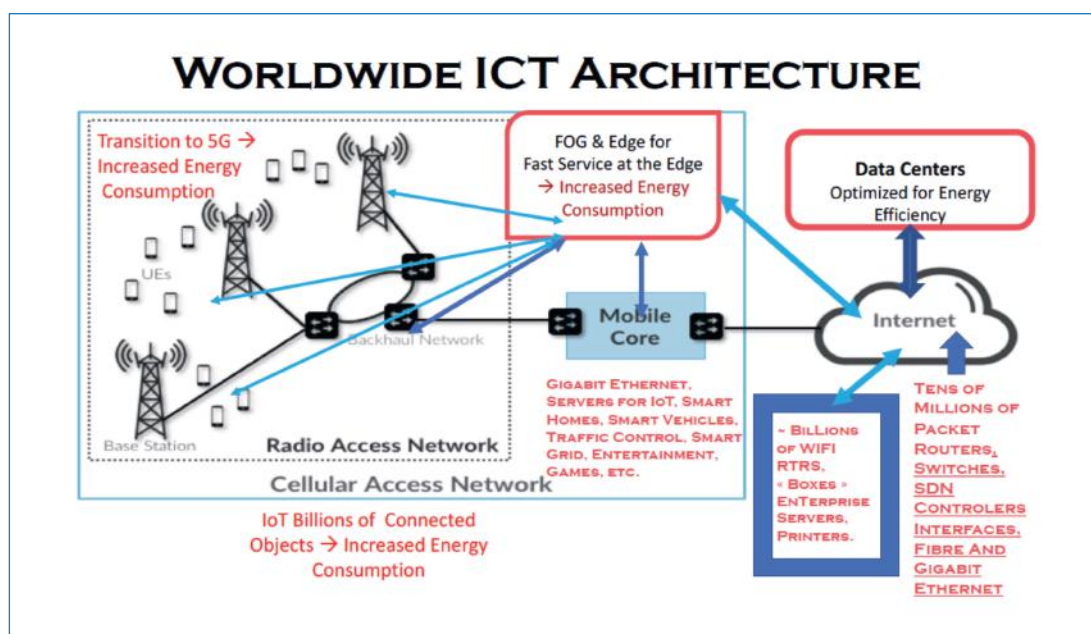 WORLDWIDE ICT ARCHITECTURE
Transition to 5G →
Increased Energy
Consumption
UEs
Base Station
Backhaul Network
Radio Access Network
Cellular Access Network
FOG & Edge for
Fast Service at the Edge
→ Increased Energy
Consumption
Mobile
Core
GIGABIT ETHERNET,
SERVERS FOR IOT, SMART
HOMES, SMART VEHICLES,
TRAFFIC CONTROL, SMART
GRID, ENTERTAINMENT,
GAMES, ETC.
IoT Billions of Connected
Objects → Increased Energy
Consumption
Data Centers
Optimized for Energy
Efficiency
Internet
~ BILLIONS
OF WIFI
RTRS,
« BOXES »
ENTERPRISE
SERVERS,
PRINTERS.
TENS OF
MILLIONS OF
PACKET
ROUTERS,
SWITCHES,
SDN
CONTROLERS
INTERFACES,
FIBRE AND
GIGABIT
ETHERNET